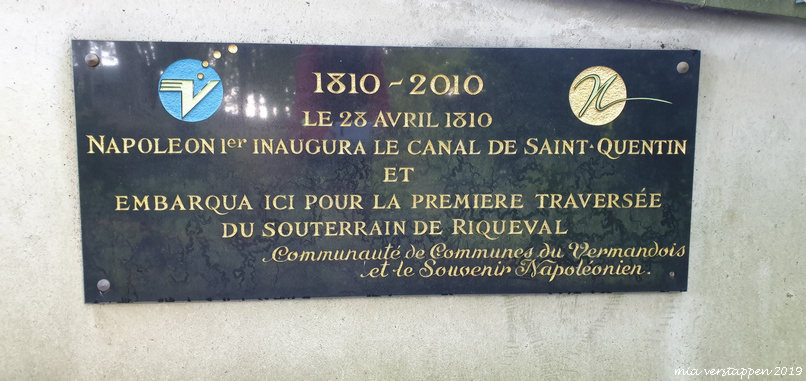 1810 - 2010
LE 28 AVRIL 1810
NAPOLEON 1er INAUGURA LE CANAL DE SAINT-QUENTIN
ET
EMBARQUA ICI POUR LA PREMIERE TRAVERSÉE
DU SOUTERRAIN DE RIQUEVAL
Communauté de Communes du Vermandois
et le Souvenir Napoléonien.
mia verstappen 2019